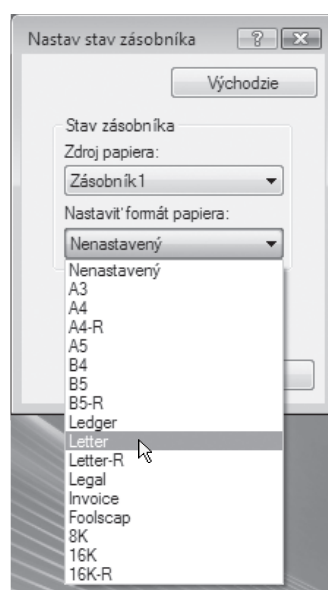 Nastav stav zásobníka
Východzie
Stav zásobníka
Zdroj papiera:
Zásobník1
Nastaviť formát papiera:
Nenastavený
Nenastavený
A3
A4
A4-R
A5
B4
B5
B5-R
Ledger
Letter
Letter-R
Legal
Invoice
Foolscap
8K
16K
16K-R